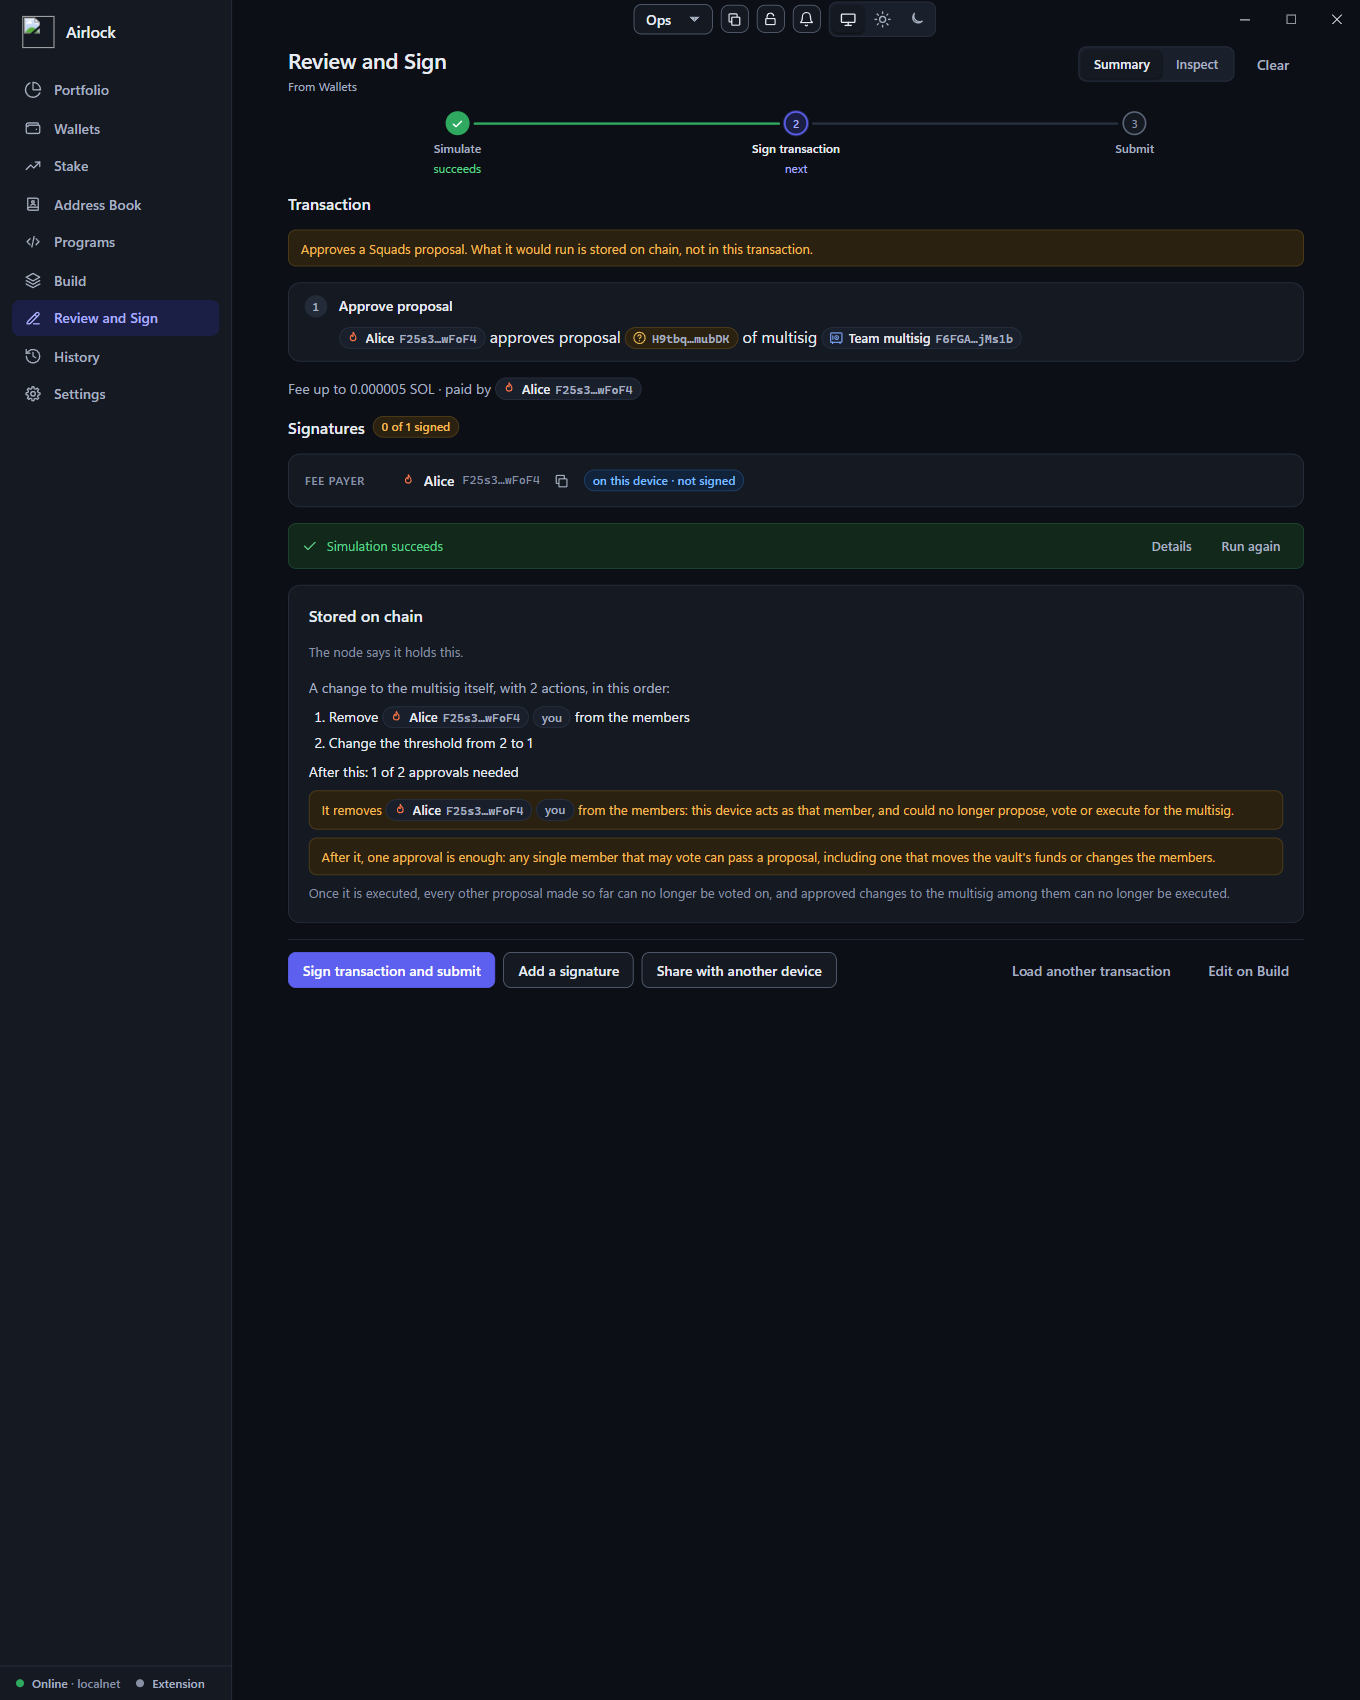 Airlock
Ops
Portfolio
Wallets
Stake
Address Book
Programs
Build
Review and Sign
History
Settings
Review and Sign
From Wallets
Summary
Inspect
Clear
2
3
Simulate
Sign transaction
Submit
succeeds
next
Transaction
Approves a Squads proposal. What it would run is stored on chain, not in this transaction.
1 Approve proposal
Alice F25s3…wFoF4 approves proposal H9tbq…mubDK of multisig Team multisig F6FGA…jMs1b
Fee up to 0.000005 SOL · paid by Alice F25s3…wFoF4
Signatures 0 of 1 signed
FEE PAYER Alice F25s3…wFoF4 on this device · not signed
Simulation succeeds Details Run again
Stored on chain
The node says it holds this.
A change to the multisig itself, with 2 actions, in this order:
1. Remove Alice F25s3…wFoF4 you from the members
2. Change the threshold from 2 to 1
After this: 1 of 2 approvals needed
It removes Alice F25s3…wFoF4 you from the members: this device acts as that member, and could no longer propose, vote or execute for the multisig.
After it, one approval is enough: any single member that may vote can pass a proposal, including one that moves the vault's funds or changes the members.
Once it is executed, every other proposal made so far can no longer be voted on, and approved changes to the multisig among them can no longer be executed.
Sign transaction and submit
Add a signature
Share with another device
Load another transaction
Edit on Build
Online · localnet
Extension